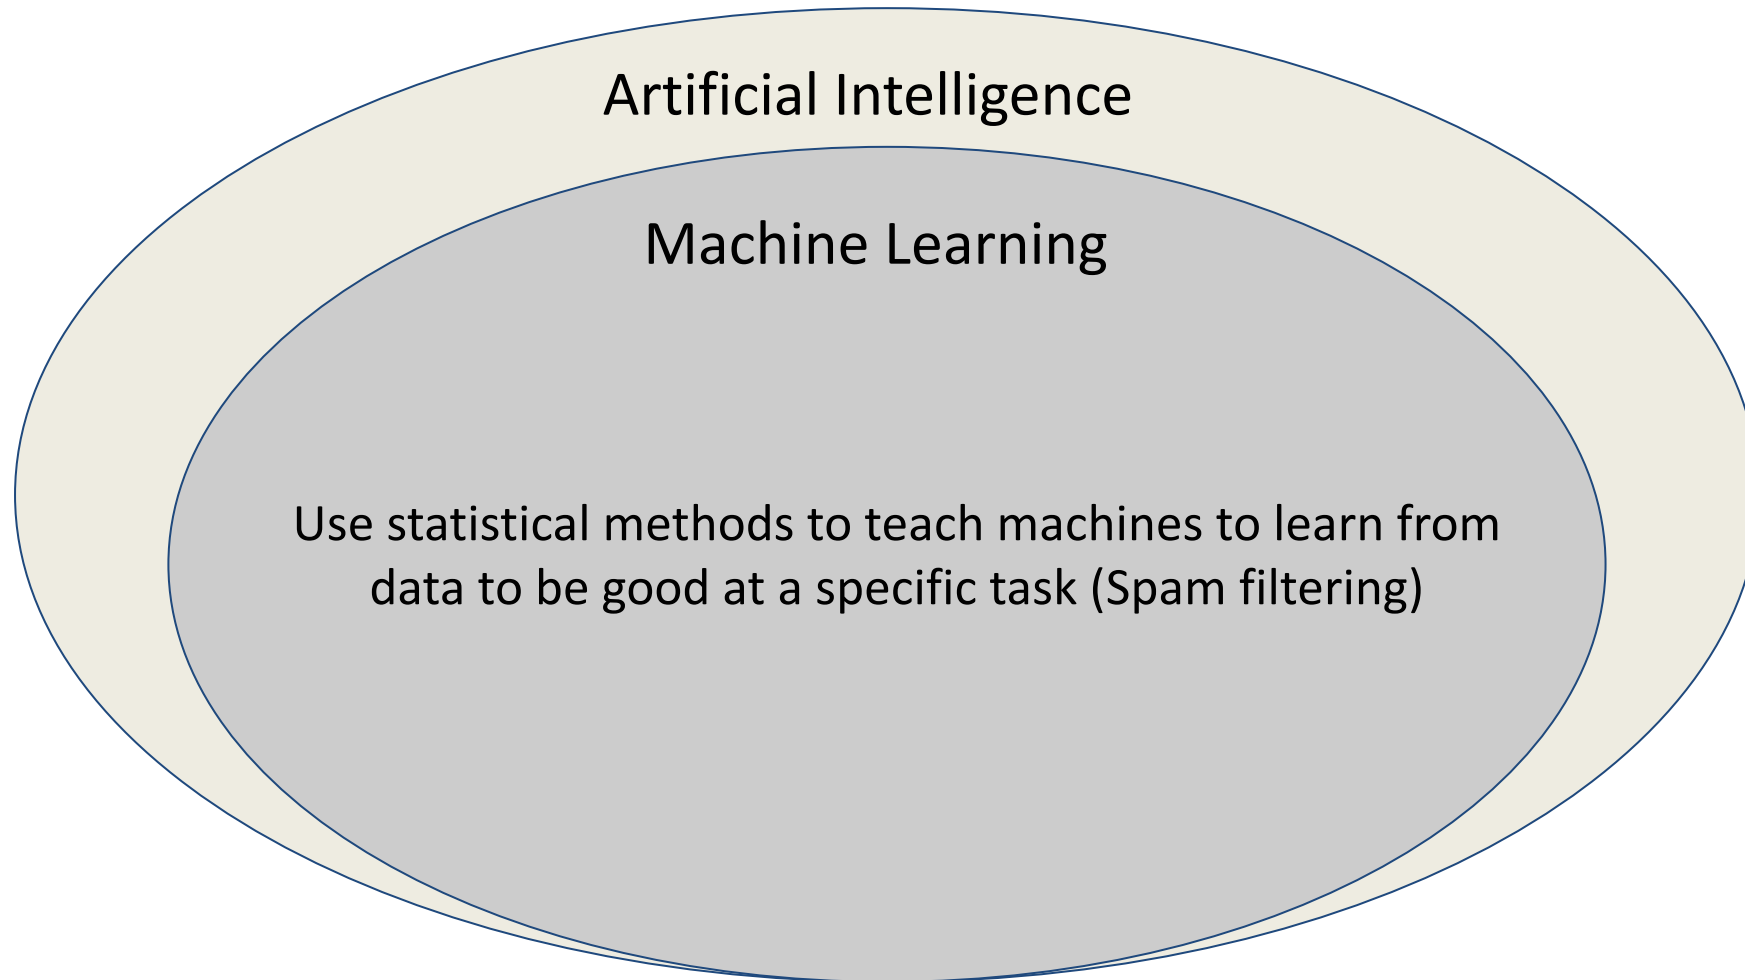 Artificial Intelligence
Machine Learning
Use statistical methods to teach machines to learn from
data to be good at a specific task (Spam filtering)